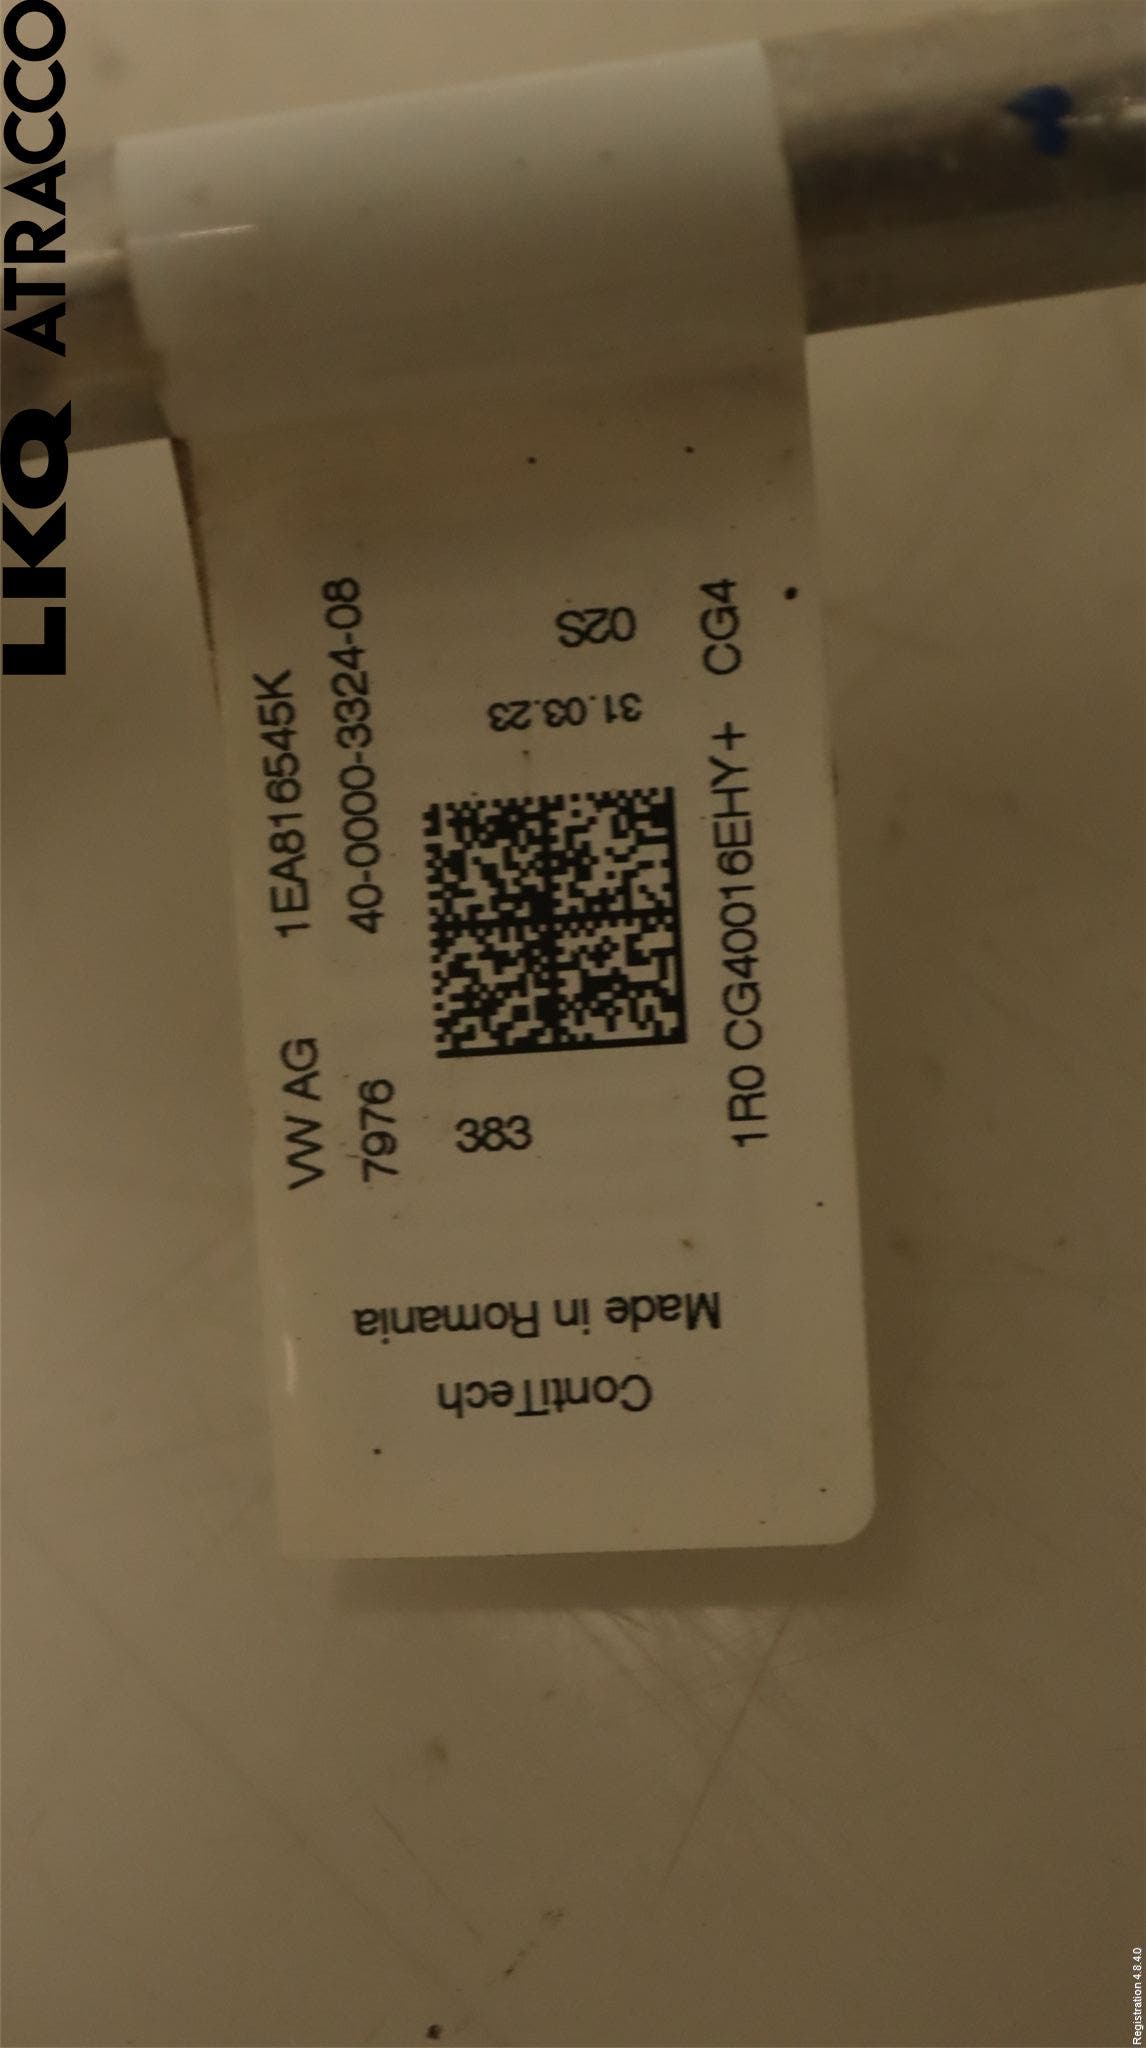 LKQ ATRACCO
VW AG 1EA816545K
7976 40-0000-3324-08
383
31.03.23
02S
1R0 CG40016EHY+ CG4
ContiTech
Made in Romania
Registration 4.8.4.0